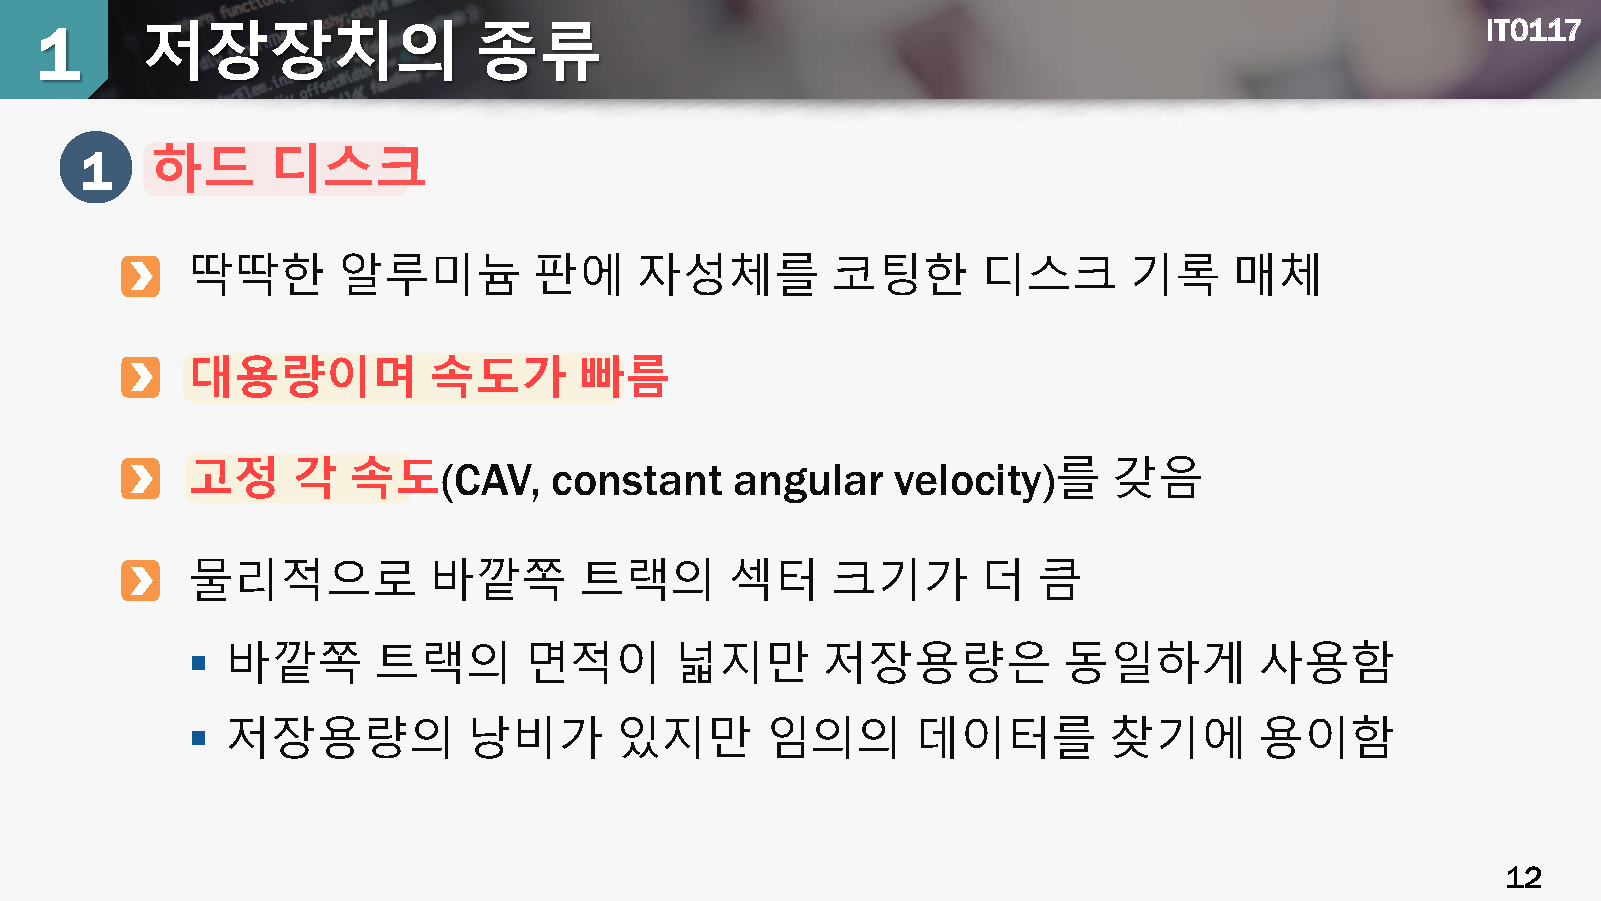 1 저장장치의 종류
IT0117
1 하드 디스크
딱딱한 알루미늄 판에 자성체를 코팅한 디스크 기록 매체
대용량이며 속도가 빠름
고정 각 속도(CAV, constant angular velocity)를 갖음
물리적으로 바깥쪽 트랙의 섹터 크기가 더 큼
▪ 바깥쪽 트랙의 면적이 넓지만 저장용량은 동일하게 사용함
▪ 저장용량의 낭비가 있지만 임의의 데이터를 찾기에 용이함
12